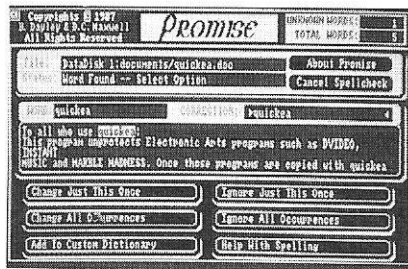 Copyrights © 1987
B. Davidy & D.C. Maxwell
All Rights Reserved
PROMISE
UNKNOWN WORDS: 1
TOTAL WORDS: 5
File: DataDisk 1:documents/quickea.doc
About Promise
Status: Word Found -- Select Option
Cancel Spellcheck
WORD: quickea
CORRECTION: quickea
To all who use quickea:
This program unprotects Electronic Arts programs such as DVIDEO,
INSTANT
MUSIC and MARBLE MADNESS. Once those programs are copied with quickea
Change Just This Once
Ignore Just This Once
Change All Occurrences
Ignore All Occurrences
Add To Custom Dictionary
Help With Spelling